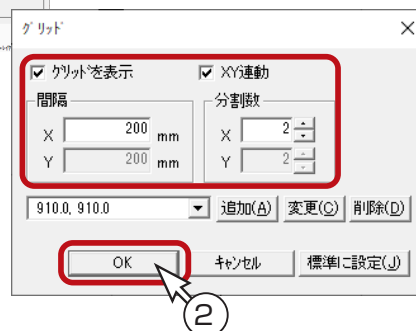 グリッド
グリッドを表示 XY連動
間隔 分割数
X 200 mm X 2
Y 200 mm Y 2
910.0, 910.0 追加(A) 変更(C) 削除(D)
OK キャンセル 標準に設定(J)
2